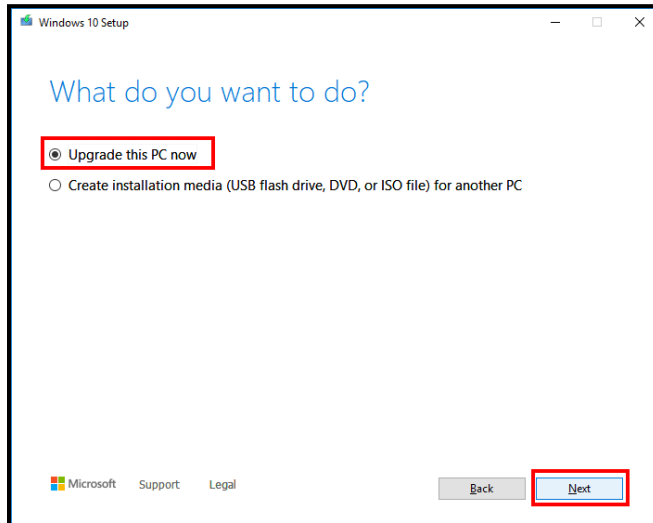 Windows 10 Setup
What do you want to do?
Upgrade this PC now
Create installation media (USB flash drive, DVD, or ISO file) for another PC
Microsoft Support Legal Back Next